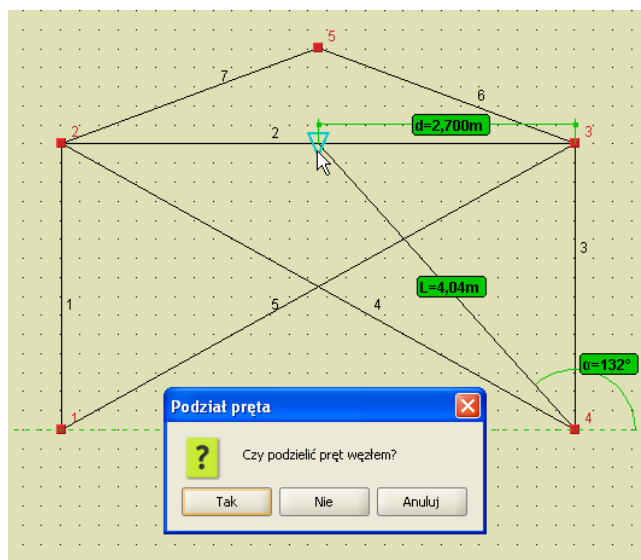 5
7
6
d=2,700m
2
2
3
3
1
5
4
L=4,04m
α=132°
1
4
Podział pręta
Czy podzielić pręt węzłem?
Tak
Nie
Anuluj